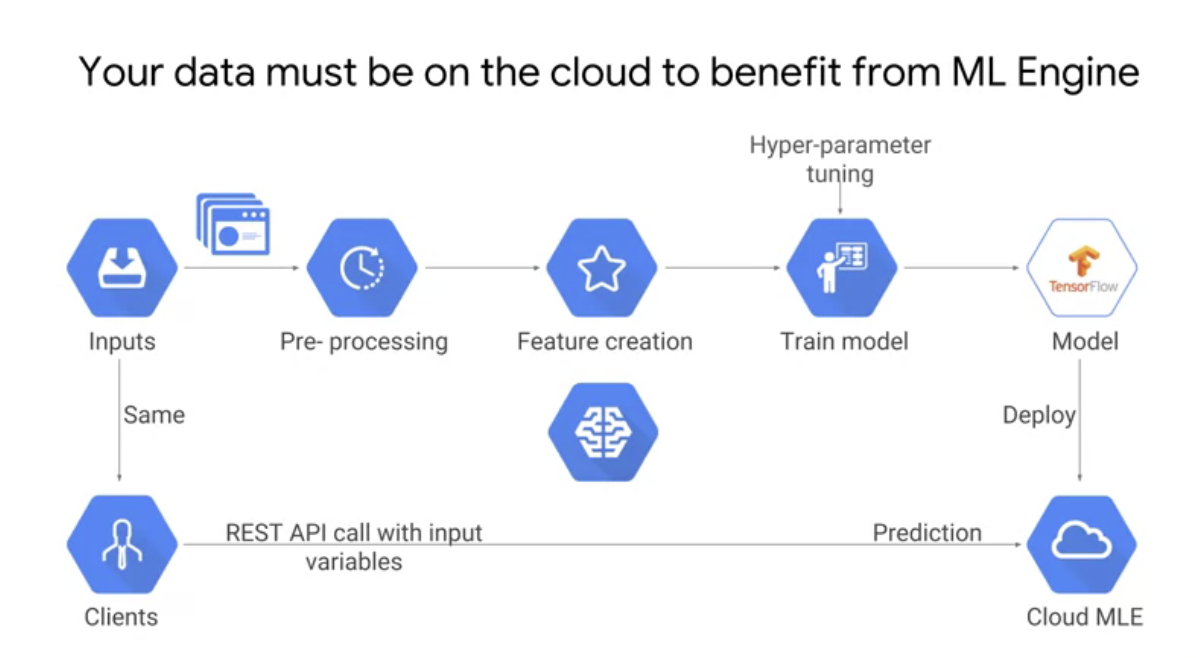 Your data must be on the cloud to benefit from ML Engine
Hyper-parameter
tuning
TensorFlow
Inputs
Pre- processing
Feature creation
Train model
Model
Same
Deploy
REST API call with input
variables
Prediction
Clients
Cloud MLE